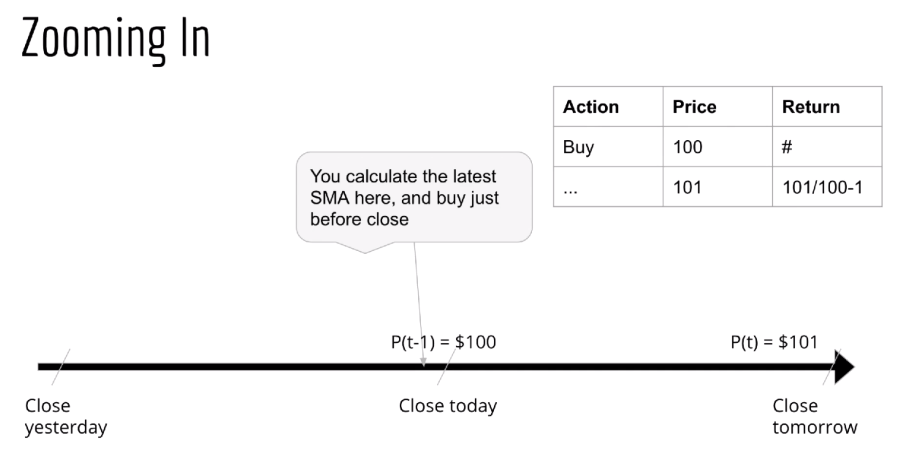 Zooming In
Action Price Return
Buy 100 #
... 101 101/100-1
You calculate the latest
SMA here, and buy just
before close
P(t-1) = $100
P(t) = $101
Close
yesterday
Close today
Close
tomorrow